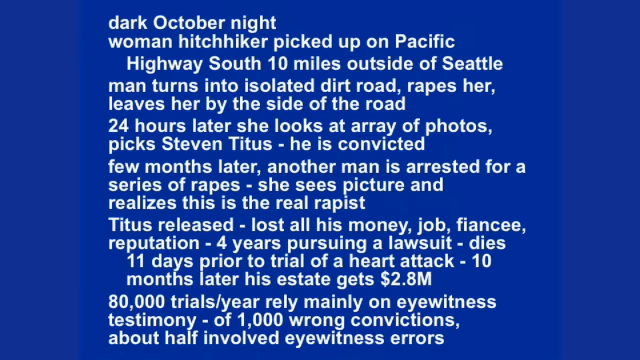 dark October night
woman hitchhiker picked up on Pacific
Highway South 10 miles outside of Seattle
man turns into isolated dirt road, rapes her,
leaves her by the side of the road
24 hours later she looks at array of photos,
picks Steven Titus - he is convicted
few months later, another man is arrested for a
series of rapes - she sees picture and
realizes this is the real rapist
Titus released - lost all his money, job, fiancee,
reputation - 4 years pursuing a lawsuit - dies
11 days prior to trial of a heart attack - 10
months later his estate gets $2.8M
80,000 trials/year rely mainly on eyewitness
testimony - of 1,000 wrong convictions,
about half involved eyewitness errors